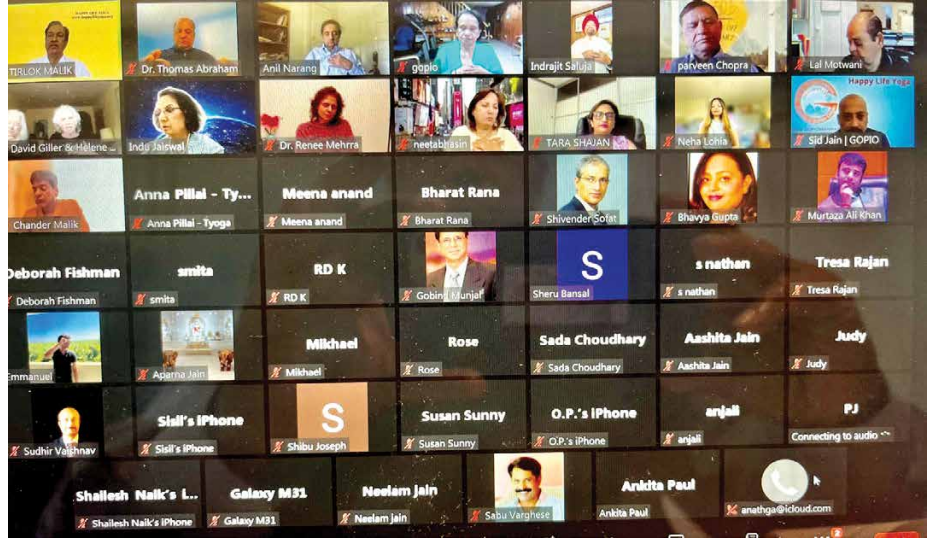 TIRLOK MALIK
Dr. Thomas Abraham
Anil Narang
gopio
Indrajit Saluja
parveen Chopra
Lal Motwani
David Giller & Helene ...
Indu Jaiswal
Dr. Renee Mehrra
neetabhasin
TARA SHAJAN
Neha Lohia
Happy Life Yoga
Sid Jain | GOPIO
Chander Malik
Anna Pillai - Ty...
Anna Pillai - Tyoga
Meena anand
Meena anand
Bharat Rana
Bharat Rana
Shivender Sofat
Bhavya Gupta
Murtaza Ali Khan
Deborah Fishman
Deborah Fishman
smita
smita
RD K
RD K
Gobind Munjal
S
Sheru Bansal
s nathan
s nathan
Tresa Rajan
Tresa Rajan
Emmanuel
Aparna Jain
Mikhael
Mikhael
Rose
Rose
Sada Choudhary
Sada Choudhary
Aashita Jain
Aashita Jain
Judy
Judy
Sudhir Vaishnav
Sisil's iPhone
Sisil's iPhone
S
Shibu Joseph
Susan Sunny
Susan Sunny
O.P.'s iPhone
O.P.'s iPhone
anjali
anjali
PJ
Connecting to audio
Shailesh Naik's i...
Shailesh Naik's iPhone
Galaxy M31
Galaxy M31
Neelam Jain
Neelam Jain
Sabu Varghese
Ankita Paul
Ankita Paul
anathga@icloud.com
2